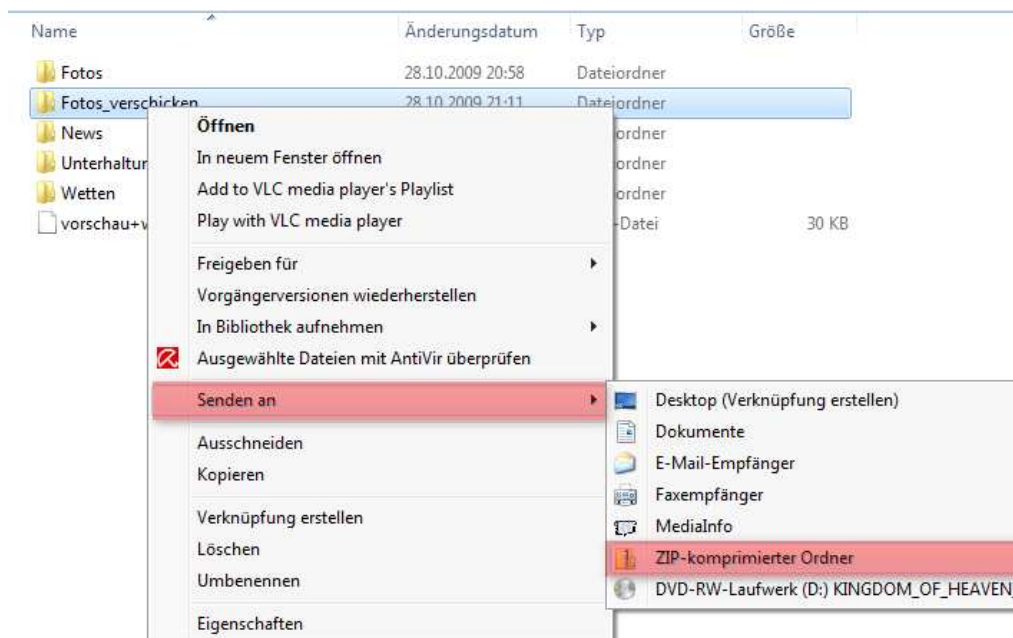 Name Änderungsdatum Typ Größe
Fotos 28.10.2009 20:58 Dateiordner
Fotos_verschicken 28.10.2009 21:11 Dateiordner
News ordner
Unterhaltur ordner
Wetten ordner
vorschau+v -Datei 30 KB
Öffnen
In neuem Fenster öffnen
Add to VLC media player's Playlist
Play with VLC media player
Freigeben für
Vorgängerversionen wiederherstellen
In Bibliothek aufnehmen
Ausgewählte Dateien mit AntiVir überprüfen
Senden an
Ausschneiden
Kopieren
Verknüpfung erstellen
Löschen
Umbenennen
Eigenschaften
Desktop (Verknüpfung erstellen)
Dokumente
E-Mail-Empfänger
Faxempfänger
MediaInfo
ZIP-komprimierter Ordner
DVD-RW-Laufwerk (D:) KINGDOM_OF_HEAVEN_